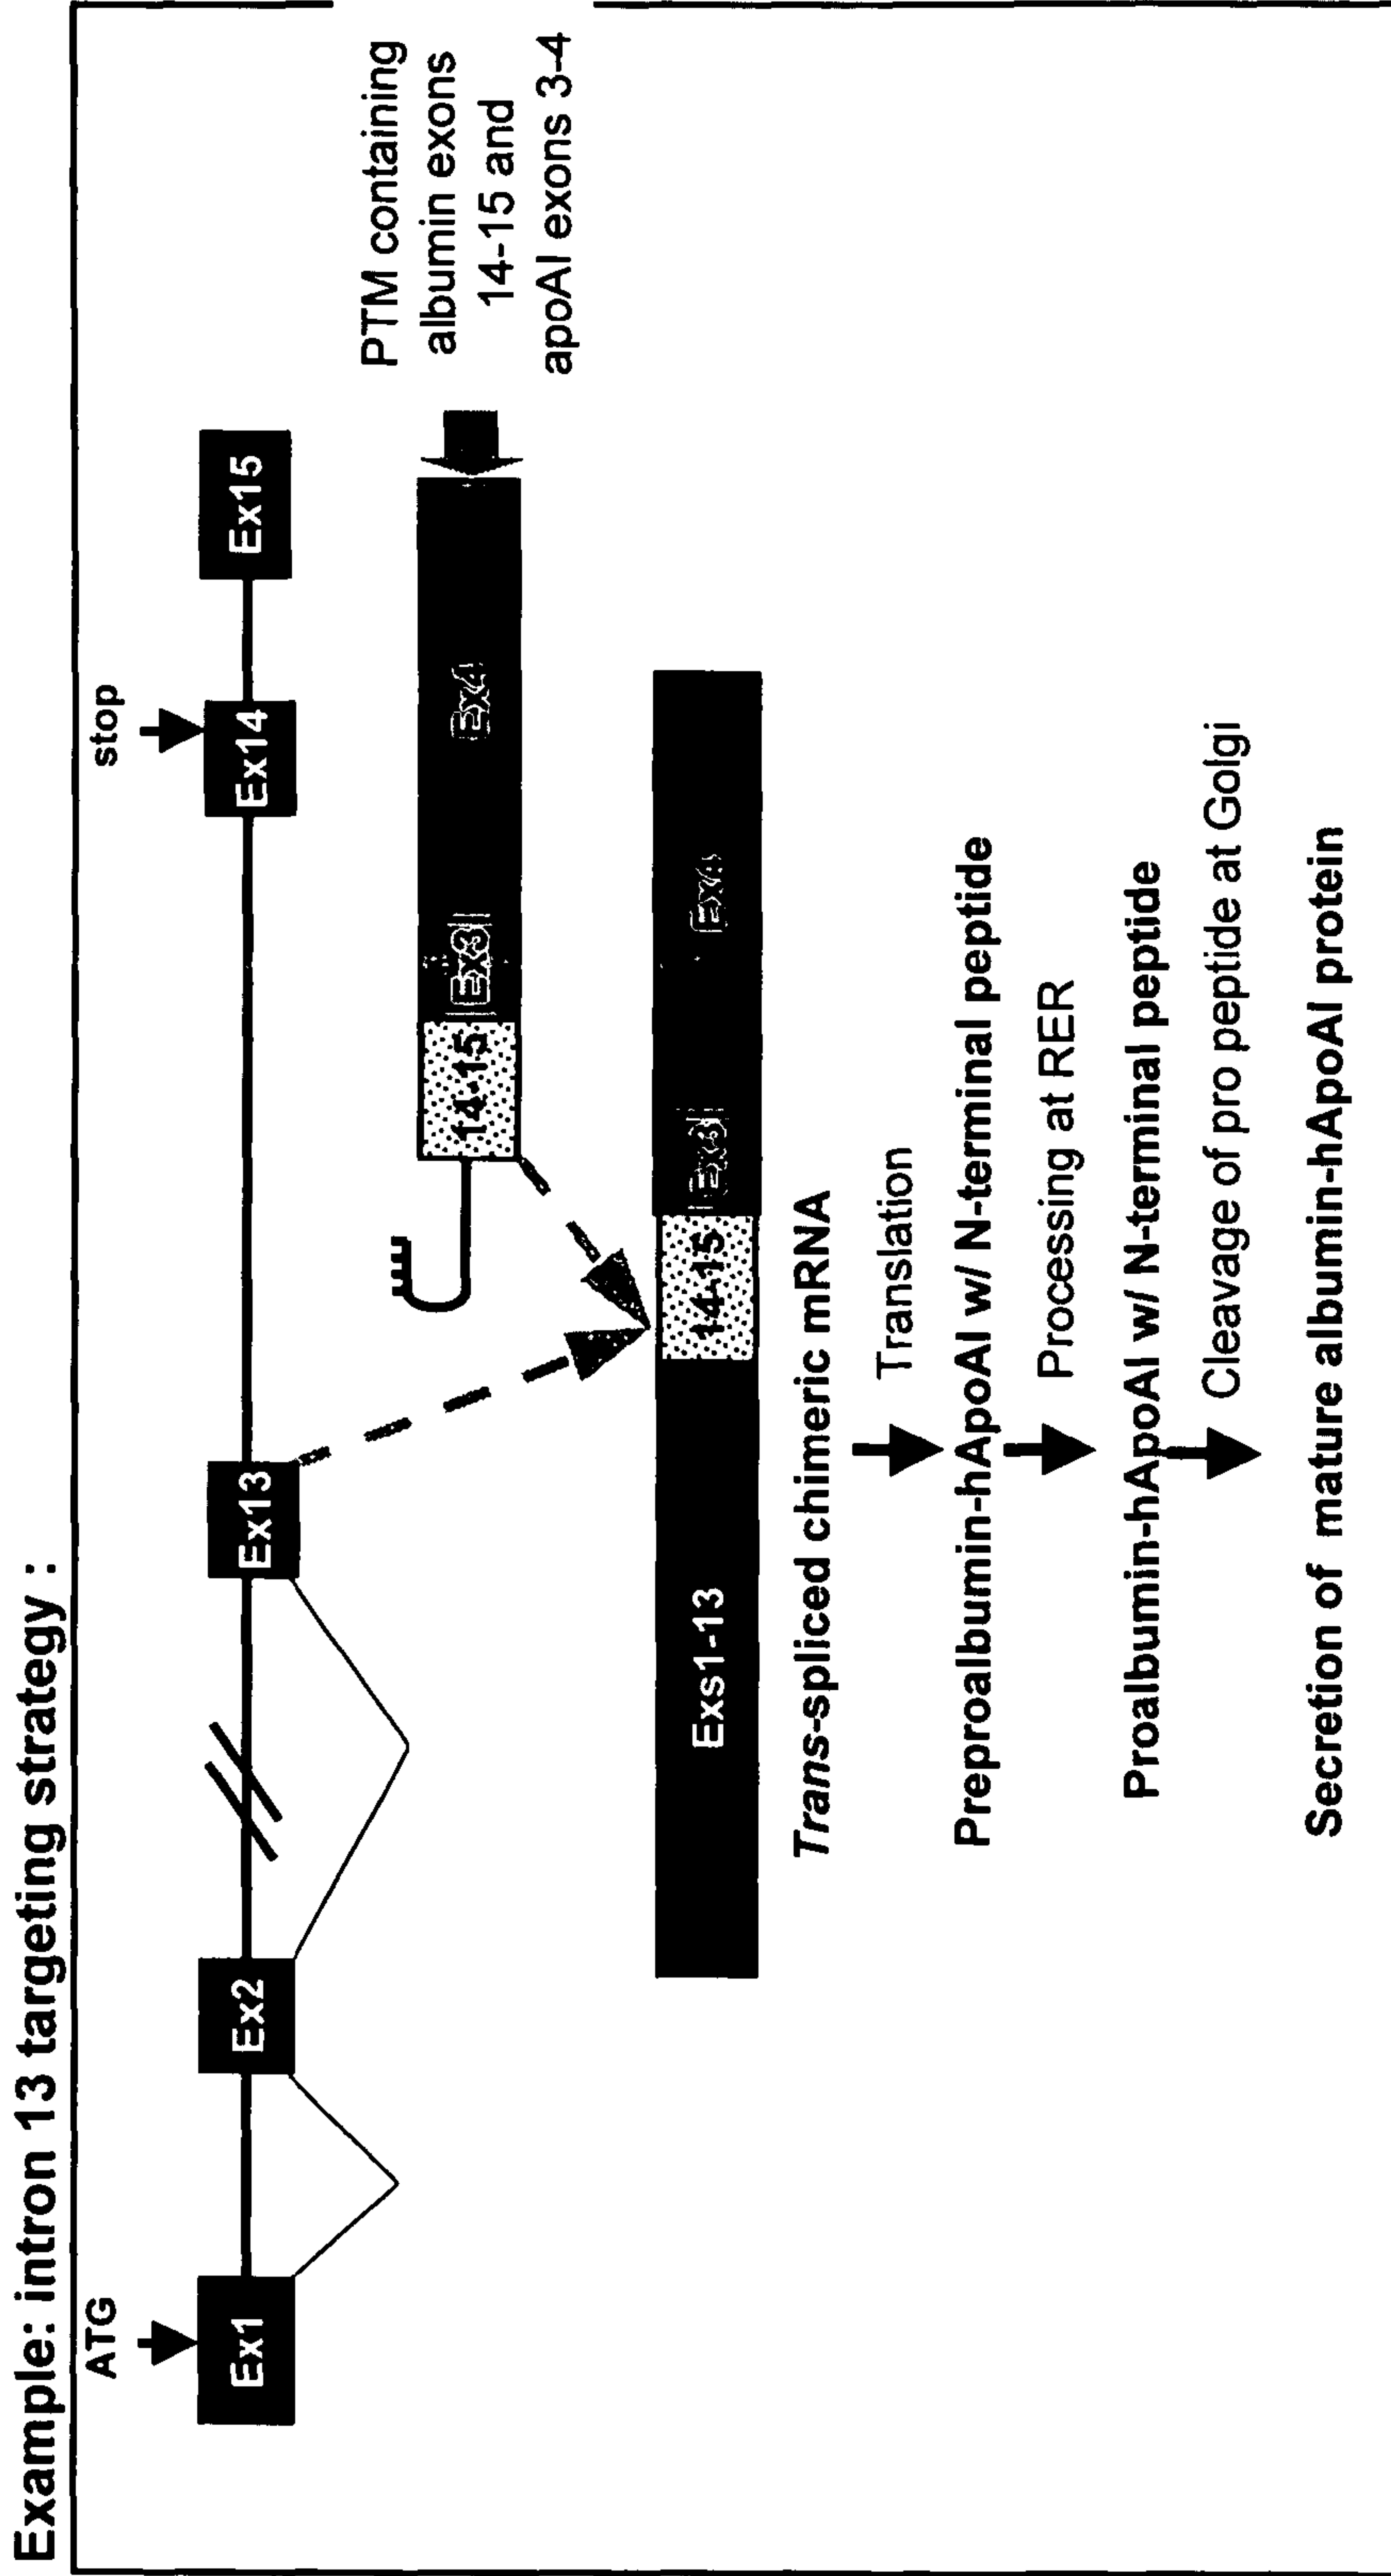 Example: intron 13 targeting strategy :
ATG
stop
Ex1
Ex2
Ex13
Ex14
Ex15
14-15
Ex3
Ex4
PTM containing
albumin exons
14-15 and
apoAI exons 3-4
Exs1-13
14-15
Ex3
Ex4
Trans-spliced chimeric mRNA
Translation
Preproalbumin-hApoAI w/ N-terminal peptide
Processing at RER
Proalbumin-hApoAI w/ N-terminal peptide
Cleavage of pro peptide at Golgi
Secretion of mature albumin-hApoAI protein